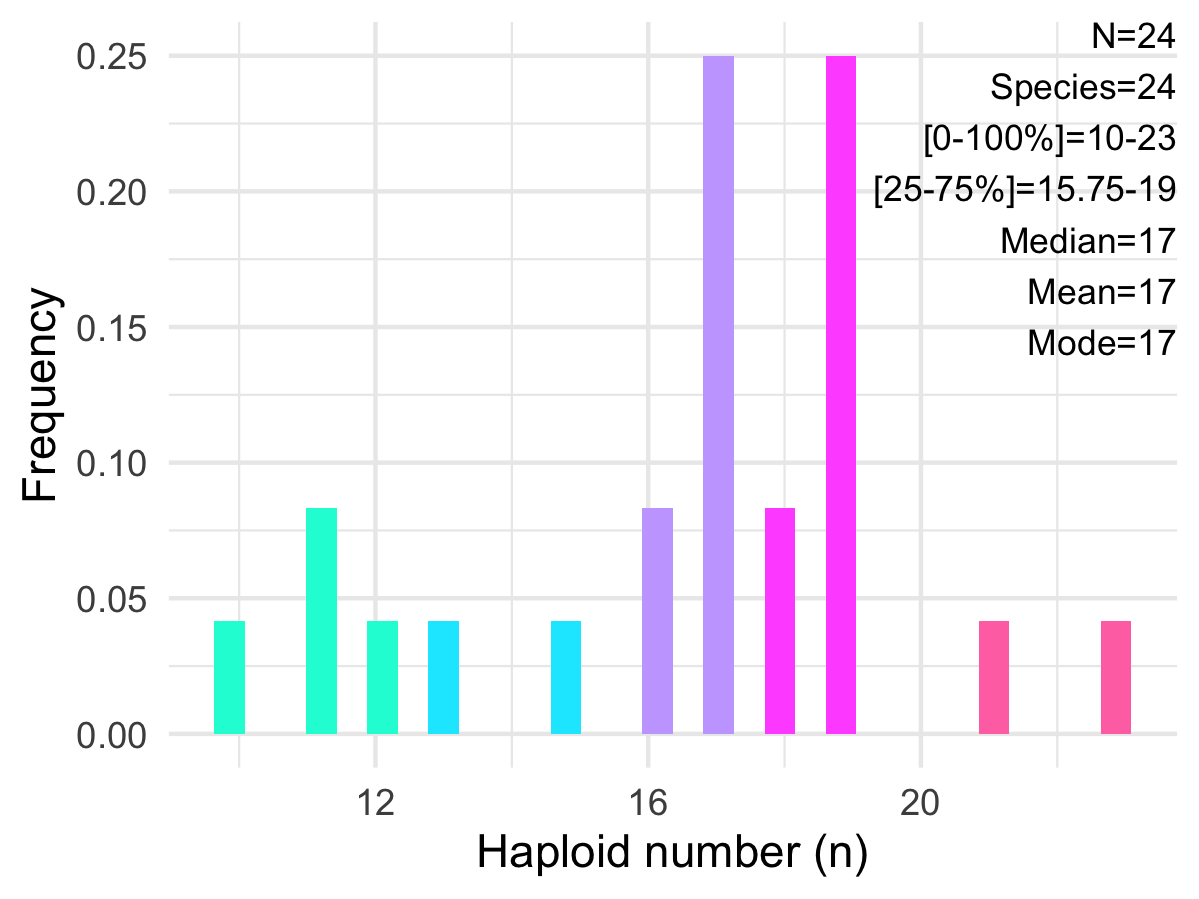 N=24
Species=24
[0-100%]=10-23
[25-75%]=15.75-19
Median=17
Mean=17
Mode=17
0.25
0.20
0.15
0.10
0.05
0.00
Frequency
12 16 20
Haploid number (n)